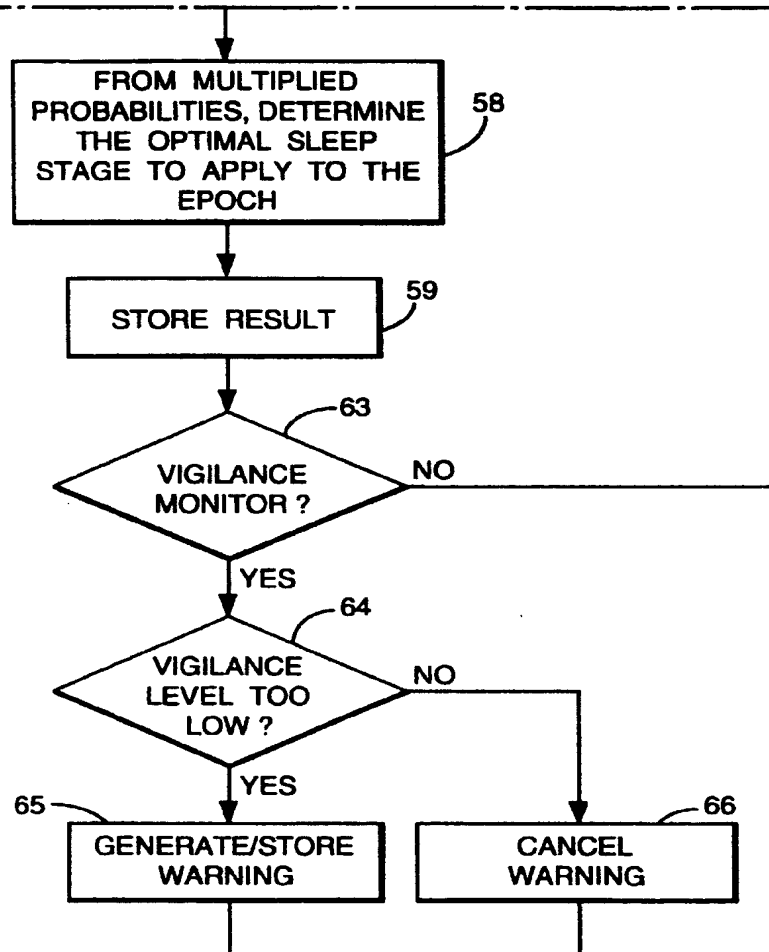 FROM MULTIPLIED
PROBABILITIES, DETERMINE
THE OPTIMAL SLEEP
STAGE TO APPLY TO THE
EPOCH
58
STORE RESULT
59
63
VIGILANCE
MONITOR ?
NO
YES
64
VIGILANCE
LEVEL TOO
LOW ?
NO
YES
65
GENERATE/STORE
WARNING
66
CANCEL
WARNING